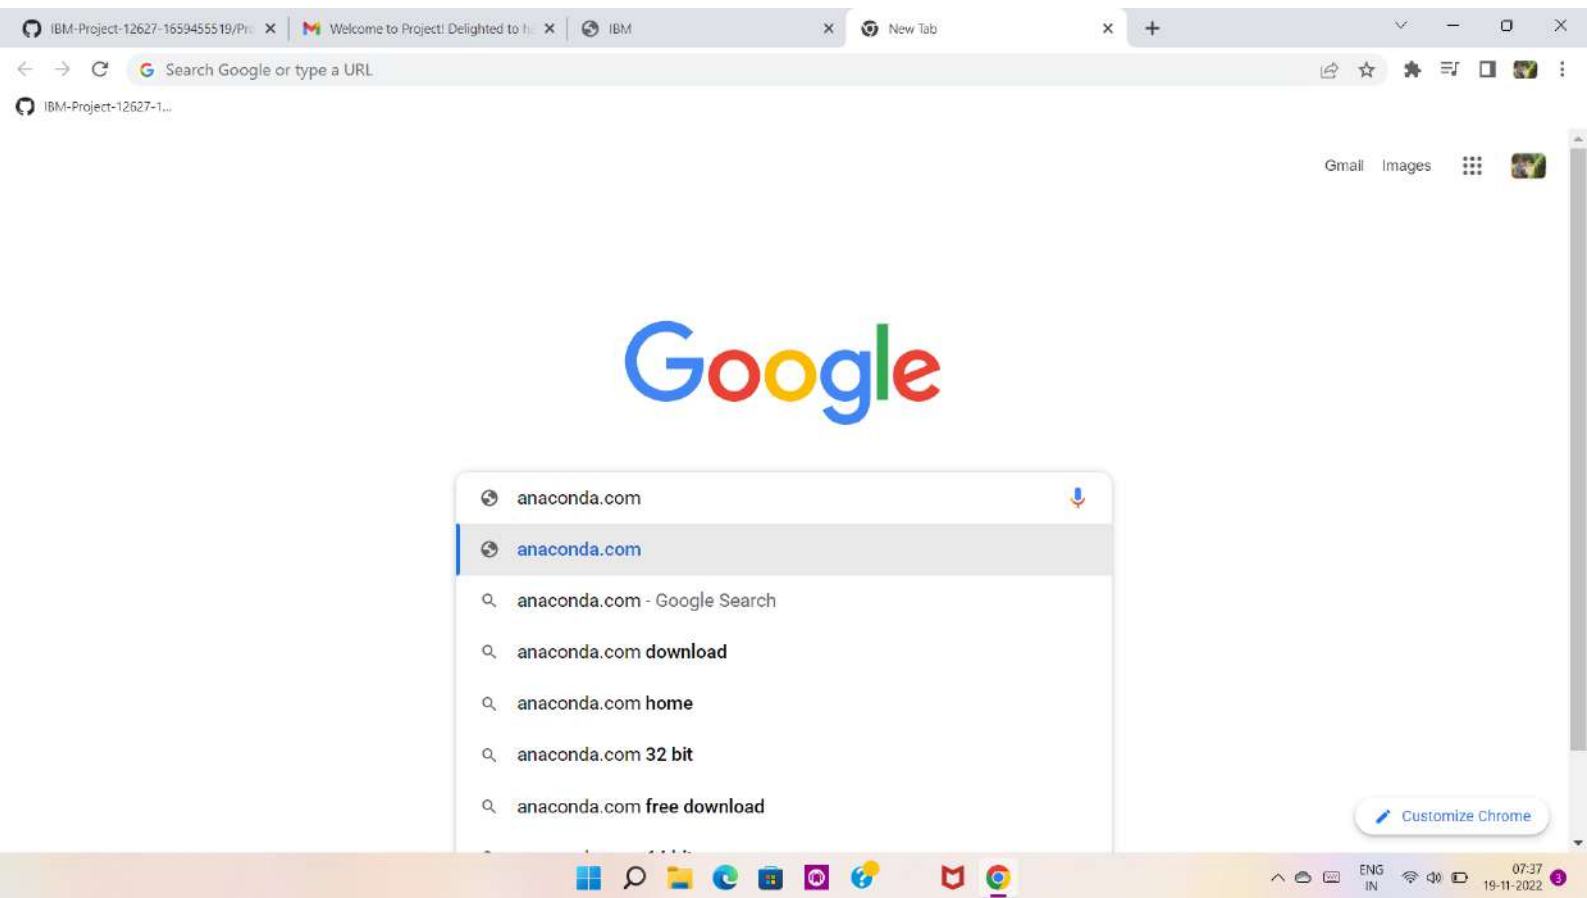 IBM-Project-12627-1659455519/Pr
Welcome to Project! Delighted to h
IBM
New Tab
Search Google or type a URL
IBM-Project-12627-1...
Gmail Images
Google
anaconda.com
anaconda.com
anaconda.com - Google Search
anaconda.com download
anaconda.com home
anaconda.com 32 bit
anaconda.com free download
Customize Chrome
ENG
IN
07:37
19-11-2022
3